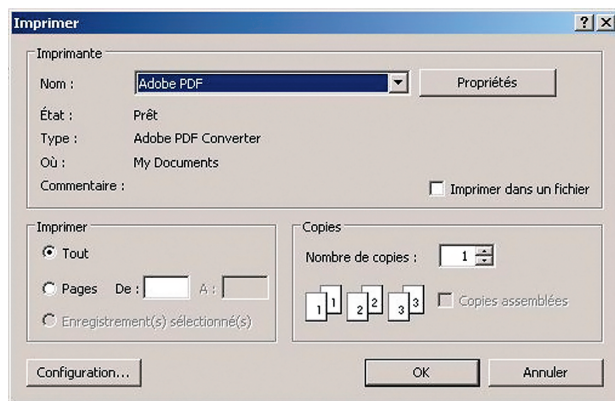 Imprimer
Imprimante
Nom : Adobe PDF Propriétés
État : Prêt
Type : Adobe PDF Converter
Où : My Documents
Commentaire : Imprimer dans un fichier
Imprimer
Tout
Pages De : A :
Enregistrement(s) sélectionné(s)
Copies
Nombre de copies : 1
1 1 2 2 3 3 Copies assemblées
Configuration... OK Annuler